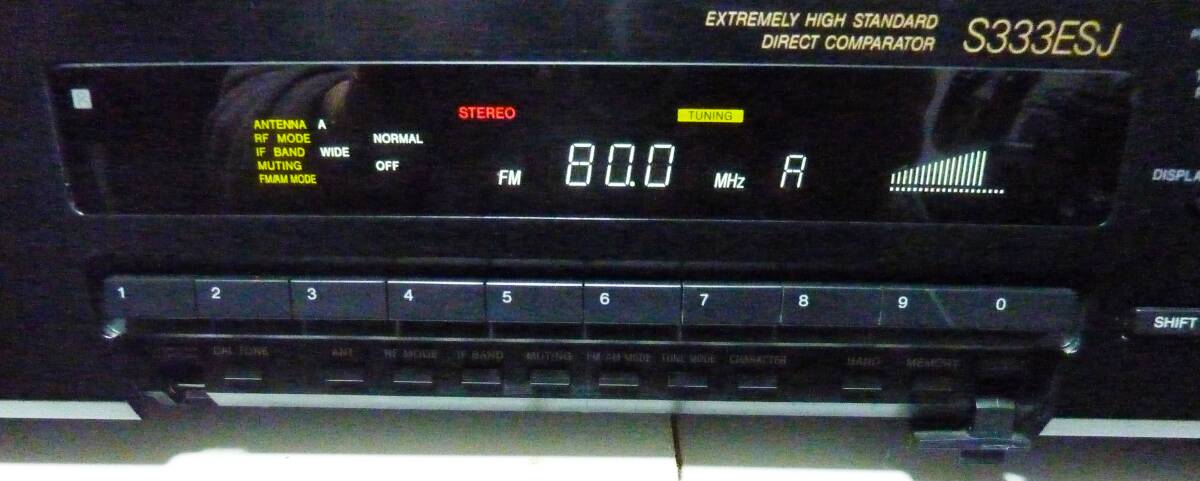 EXTREMELY HIGH STANDARD
DIRECT COMPARATOR
S333ESJ
STEREO
TUNING
ANTENNA A
RF MODE NORMAL
IF BAND WIDE
MUTING OFF
FM/AM MODE
FM 80.0 MHz A
DISPLA
1 2 3 4 5 6 7 8 9 0
SHIFT
CAL TONE ANT RF MODE IF BAND MUTING FM/AM MODE TUNE MODE CHARACTER BAND MEMORY